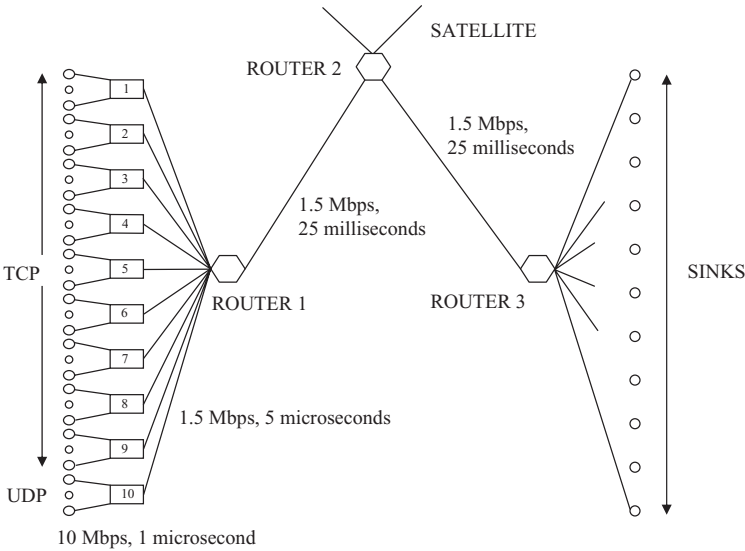 SATELLITE
ROUTER 2
1.5 Mbps,
25 milliseconds
1.5 Mbps,
25 milliseconds
1
2
3
4
5
6
7
8
9
10
TCP
UDP
ROUTER 1
ROUTER 3
SINKS
1.5 Mbps, 5 microseconds
10 Mbps, 1 microsecond